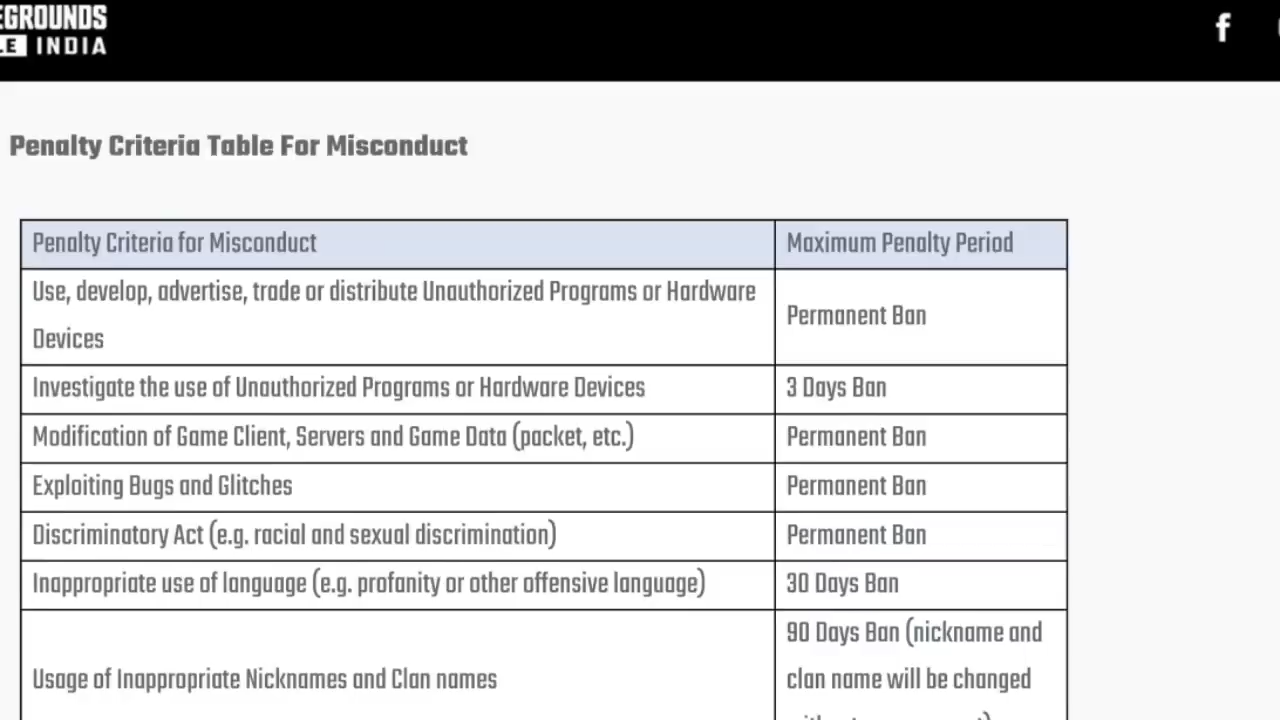 EGROUNDS
LE INDIA
f
Penalty Criteria Table For Misconduct
Penalty Criteria for Misconduct
Maximum Penalty Period
Use, develop, advertise, trade or distribute Unauthorized Programs or Hardware
Devices
Permanent Ban
Investigate the use of Unauthorized Programs or Hardware Devices
3 Days Ban
Modification of Game Client, Servers and Game Data (packet, etc.)
Permanent Ban
Exploiting Bugs and Glitches
Permanent Ban
Discriminatory Act (e.g. racial and sexual discrimination)
Permanent Ban
Inappropriate use of language (e.g. profanity or other offensive language)
30 Days Ban
Usage of Inappropriate Nicknames and Clan names
90 Days Ban (nickname and
clan name will be changed